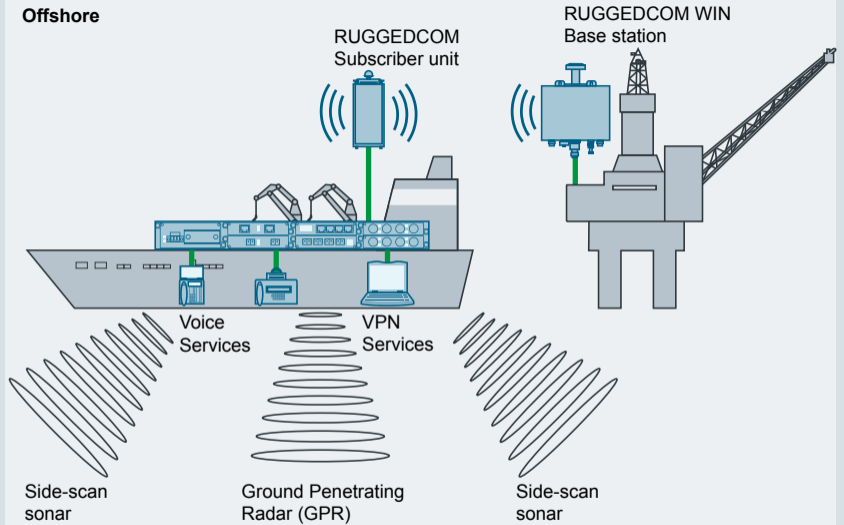 Offshore
RUGGEDCOM
Subscriber unit
RUGGEDCOM WIN
Base station
Voice
Services
VPN
Services
Side-scan
sonar
Ground Penetrating
Radar (GPR)
Side-scan
sonar